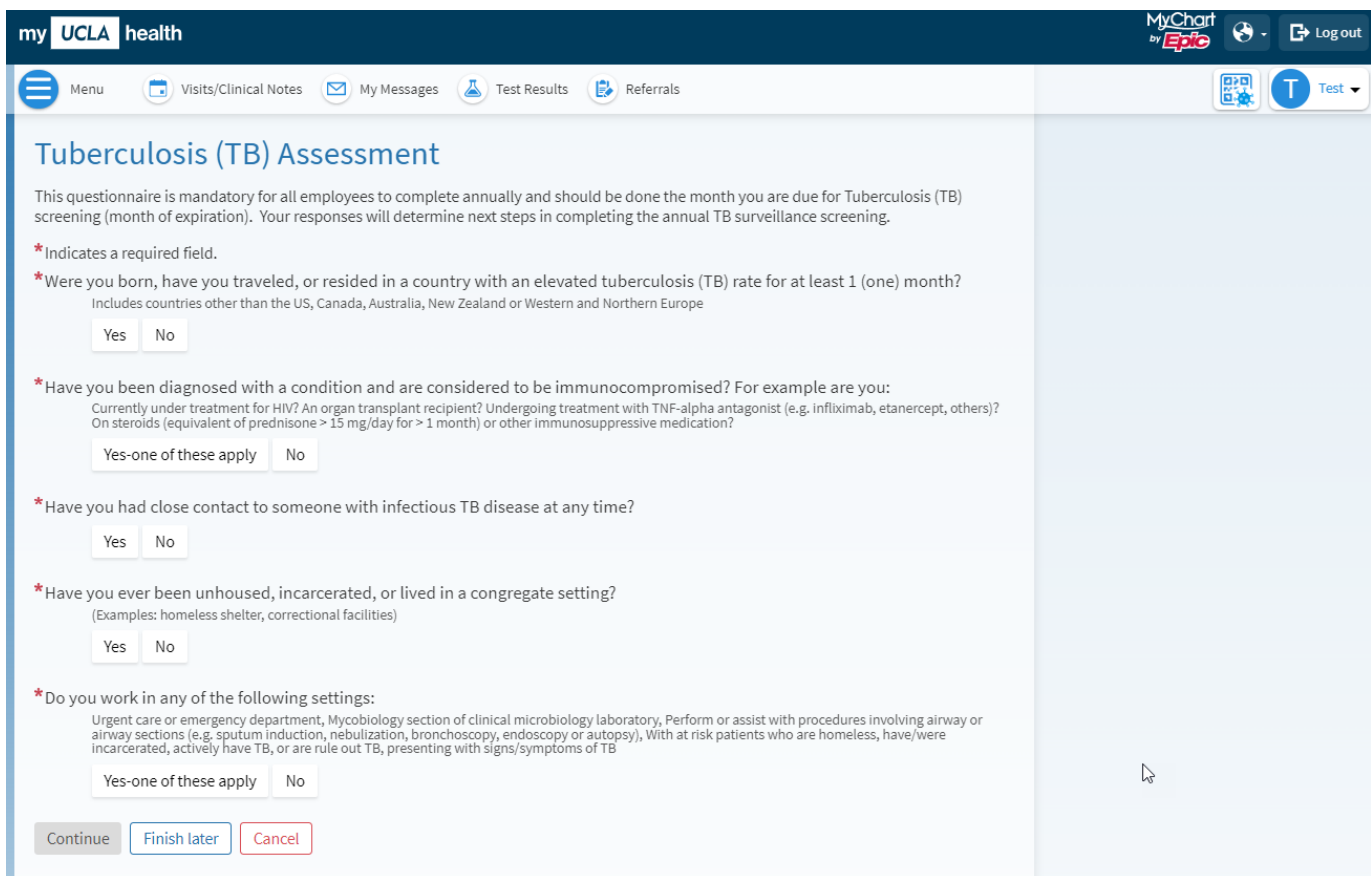 my UCLA health
MyChart
by Epic
Log out
Menu
Visits/Clinical Notes
My Messages
Test Results
Referrals
T
Test
Tuberculosis (TB) Assessment
This questionnaire is mandatory for all employees to complete annually and should be done the month you are due for Tuberculosis (TB)
screening (month of expiration). Your responses will determine next steps in completing the annual TB surveillance screening.
*Indicates a required field.
*Were you born, have you traveled, or resided in a country with an elevated tuberculosis (TB) rate for at least 1 (one) month?
Includes countries other than the US, Canada, Australia, New Zealand or Western and Northern Europe
Yes No
*Have you been diagnosed with a condition and are considered to be immunocompromised? For example are you:
Currently under treatment for HIV? An organ transplant recipient? Undergoing treatment with TNF-alpha antagonist (e.g. infliximab, etanercept, others)?
On steroids (equivalent of prednisone > 15 mg/day for > 1 month) or other immunosuppressive medication?
Yes-one of these apply No
*Have you had close contact to someone with infectious TB disease at any time?
Yes No
*Have you ever been unhoused, incarcerated, or lived in a congregate setting?
(Examples: homeless shelter, correctional facilities)
Yes No
*Do you work in any of the following settings:
Urgent care or emergency department, Mycobiology section of clinical microbiology laboratory, Perform or assist with procedures involving airway or
airway sections (e.g. sputum induction, nebulization, bronchoscopy, endoscopy or autopsy), With at risk patients who are homeless, have/were
incarcerated, actively have TB, or are rule out TB, presenting with signs/symptoms of TB
Yes-one of these apply No
Continue Finish later Cancel